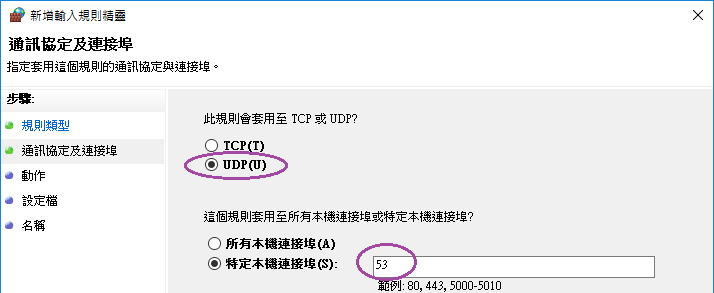 新增輸入規則精靈
通訊協定及連接埠
指定套用這個規則的通訊協定與連接埠。
步驟:
規則類型
通訊協定及連接埠
動作
設定檔
名稱
此規則會套用至 TCP 或 UDP?
TCP(T)
UDP(U)
這個規則套用至所有本機連接埠或特定本機連接埠?
所有本機連接埠(A)
特定本機連接埠(S): 53
範例: 80, 443, 5000-5010